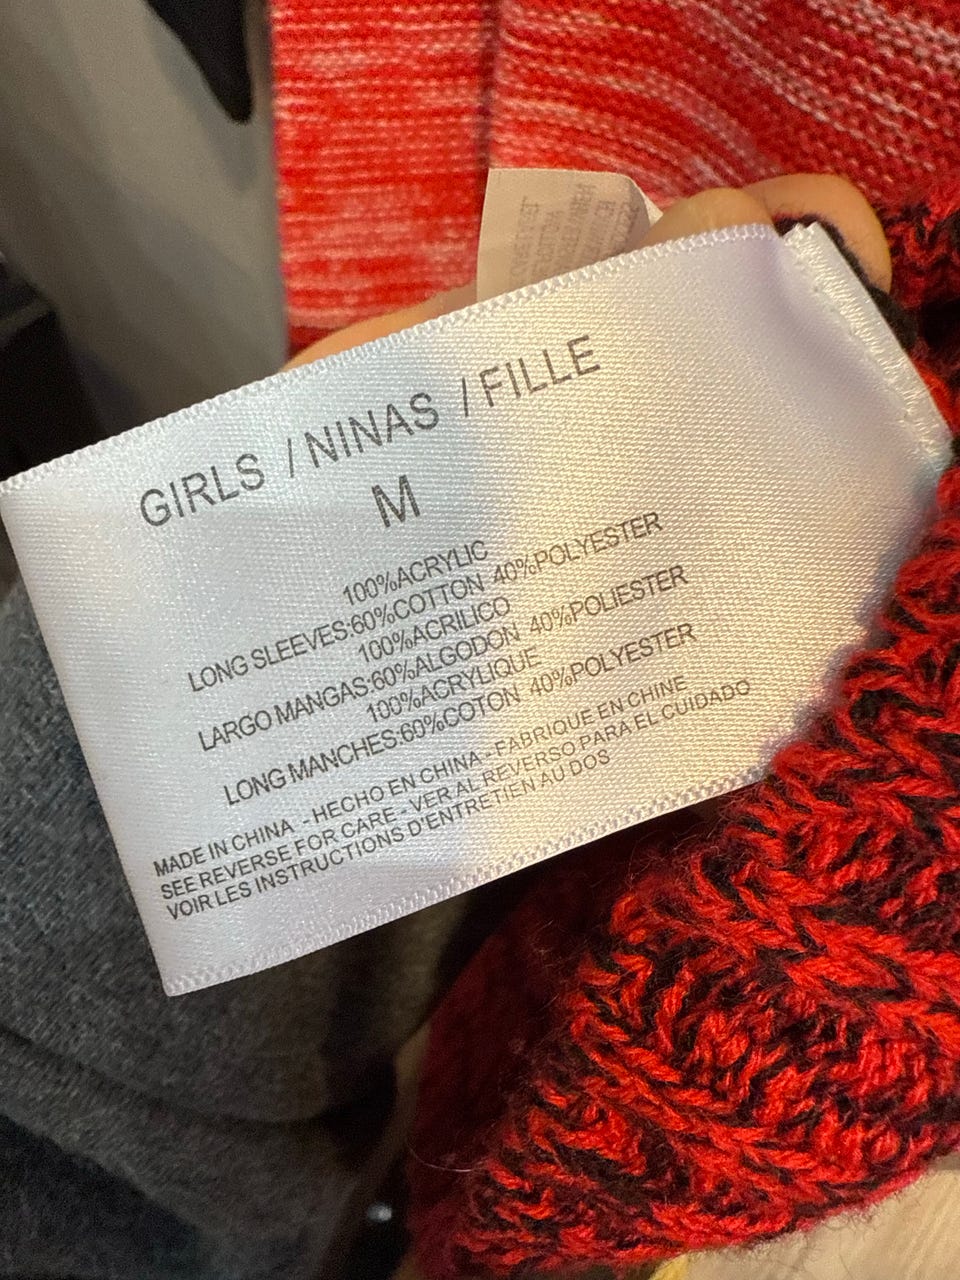 GIRLS / NINAS / FILLE
M
100%ACRYLIC
LONG SLEEVES:60%COTTON 40%POLYESTER
100%ACRILICO
LARGO MANGAS:60%ALGODON 40%POLIESTER
100%ACRYLIQUE
LONG MANCHES:60%COTON 40%POLYESTER
MADE IN CHINA - HECHO EN CHINA - FABRIQUE EN CHINE
SEE REVERSE FOR CARE - VER AL REVERSO PARA EL CUIDADO
VOIR LES INSTRUCTIONS D'ENTRETIEN AU DOS